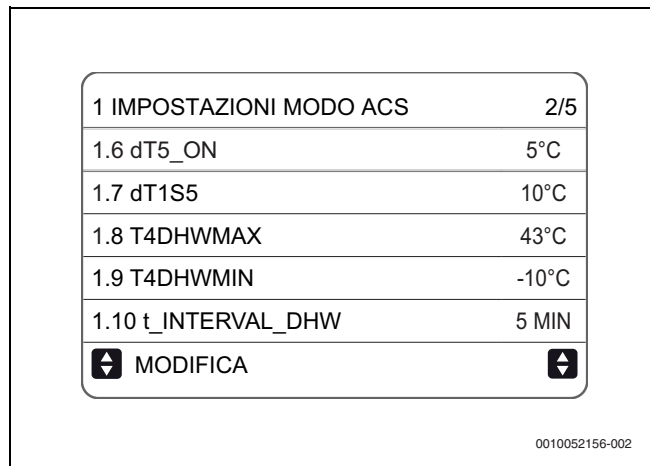 1 IMPOSTAZIONI MODO ACS 2/5
1.6 dT5_ON 5°C
1.7 dT1S5 10°C
1.8 T4DHWMAX 43°C
1.9 T4DHWMIN -10°C
1.10 t_INTERVAL_DHW 5 MIN
MODIFICA
0010052156-002